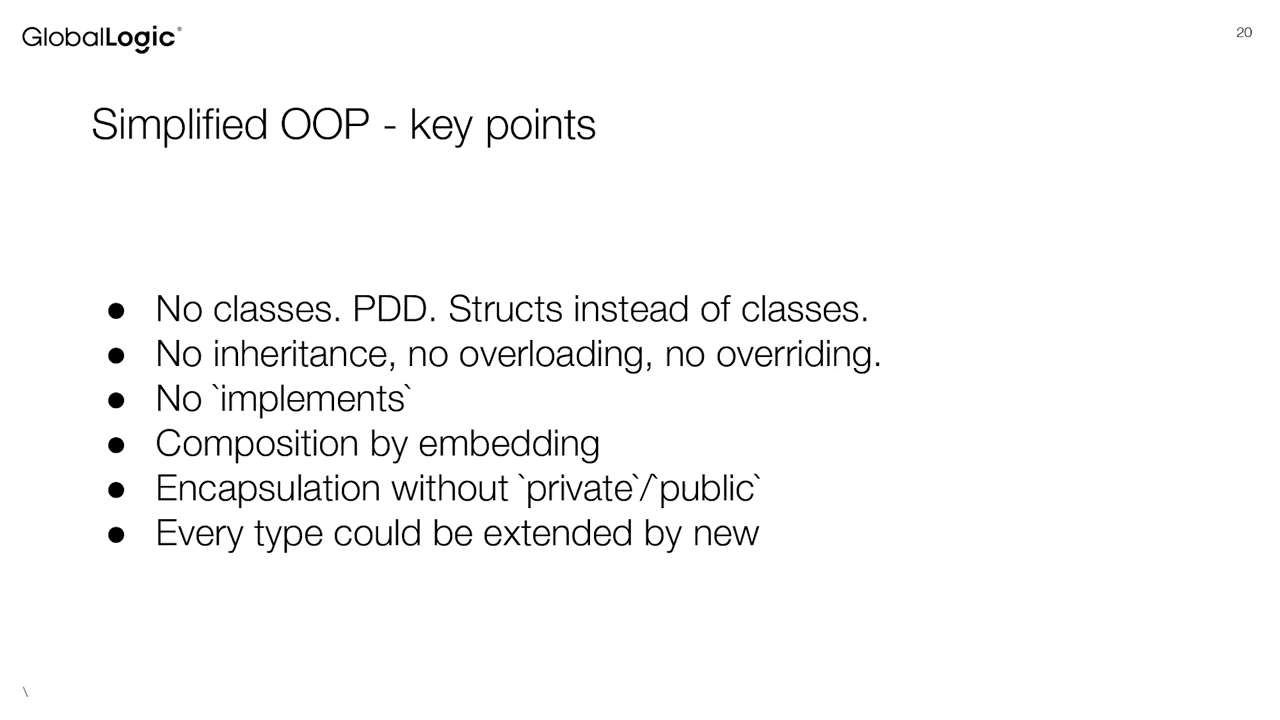 GlobalLogic®
20
Simplified OOP - key points
● No classes. PDD. Structs instead of classes.
● No inheritance, no overloading, no overriding.
● No `implements`
● Composition by embedding
● Encapsulation without `private`/`public`
● Every type could be extended by new
\